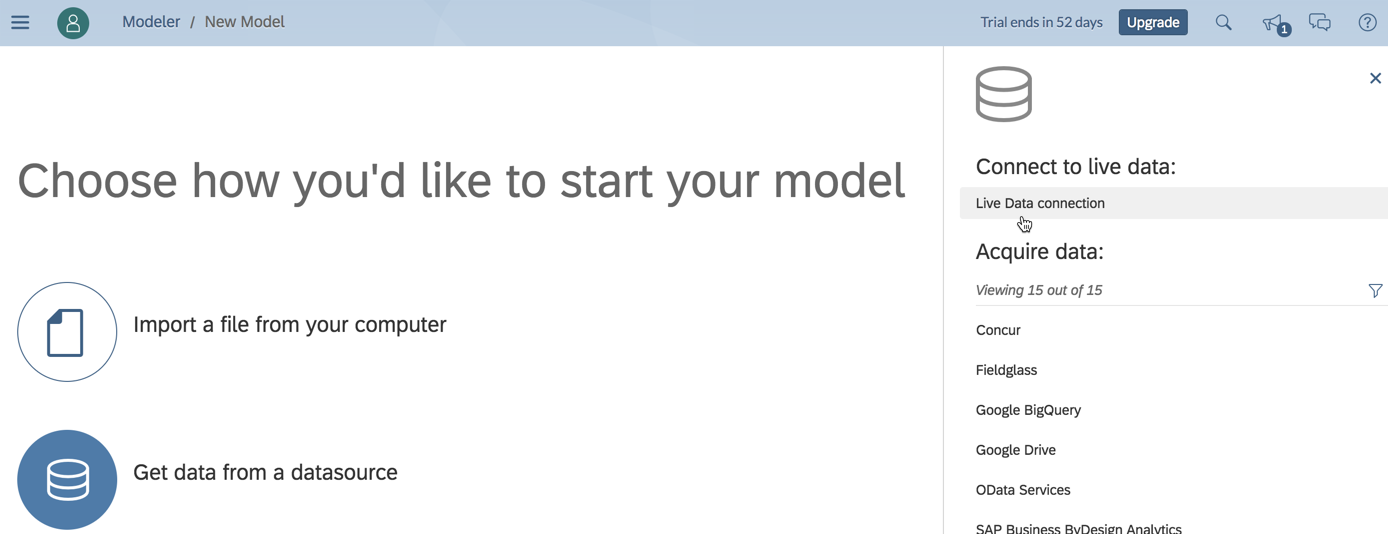 Modeler / New Model
Trial ends in 52 days
Upgrade
1
Choose how you'd like to start your model
Import a file from your computer
Get data from a datasource
Connect to live data:
Live Data connection
Acquire data:
Viewing 15 out of 15
Concur
Fieldglass
Google BigQuery
Google Drive
OData Services
SAP Business ByDesign Analytics